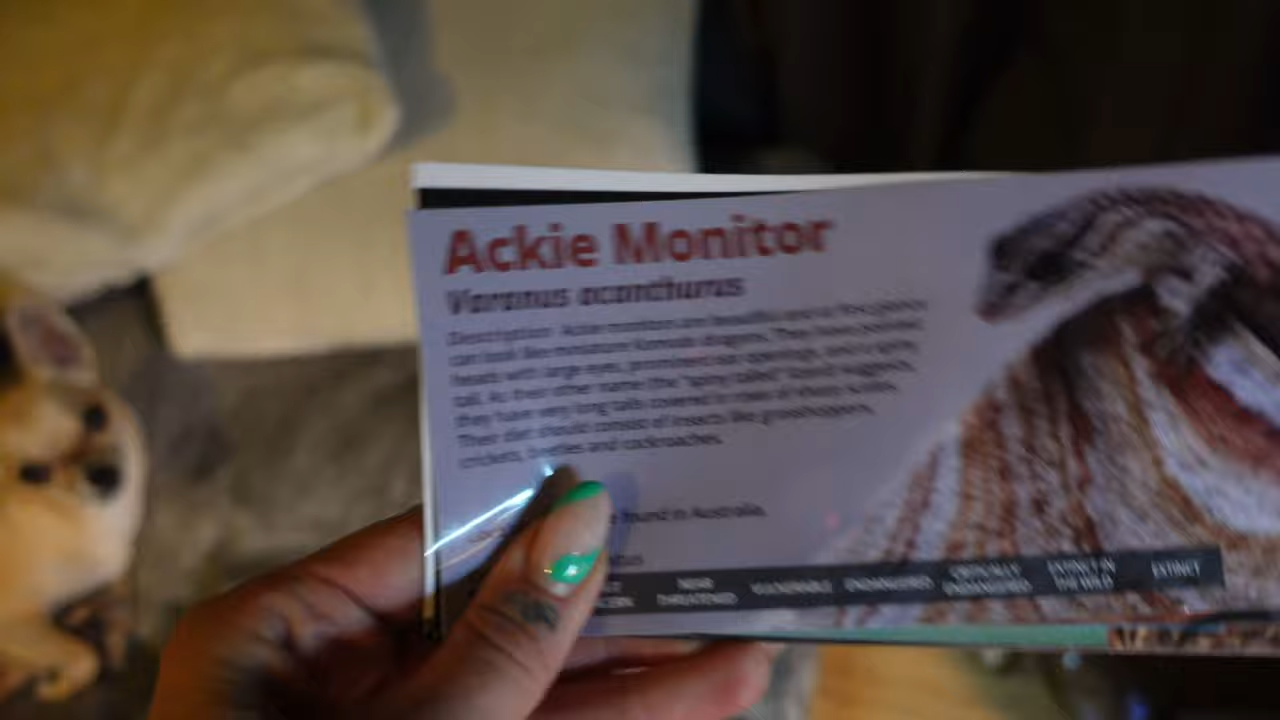 Ackie Monitor
Varanus acanthurus
Description: Ackie monitors are beautiful and at first glance
can look like miniature Komodo dragons. They have pointed
heads with large eyes, prominent ear openings, and a spiny
tail. As their other name the "spiny tailed" monitor suggests,
they have very long tails covered in rows of
Their diet should consist of insects like grasshoppers,
crickets, beetles and cockroaches.
found in Australia.
NEAR
THREATENED
VULNERABLE
ENDANGERED
CRITICALLY
ENDANGERED
EXTINCT IN
THE WILD
EXTINCT